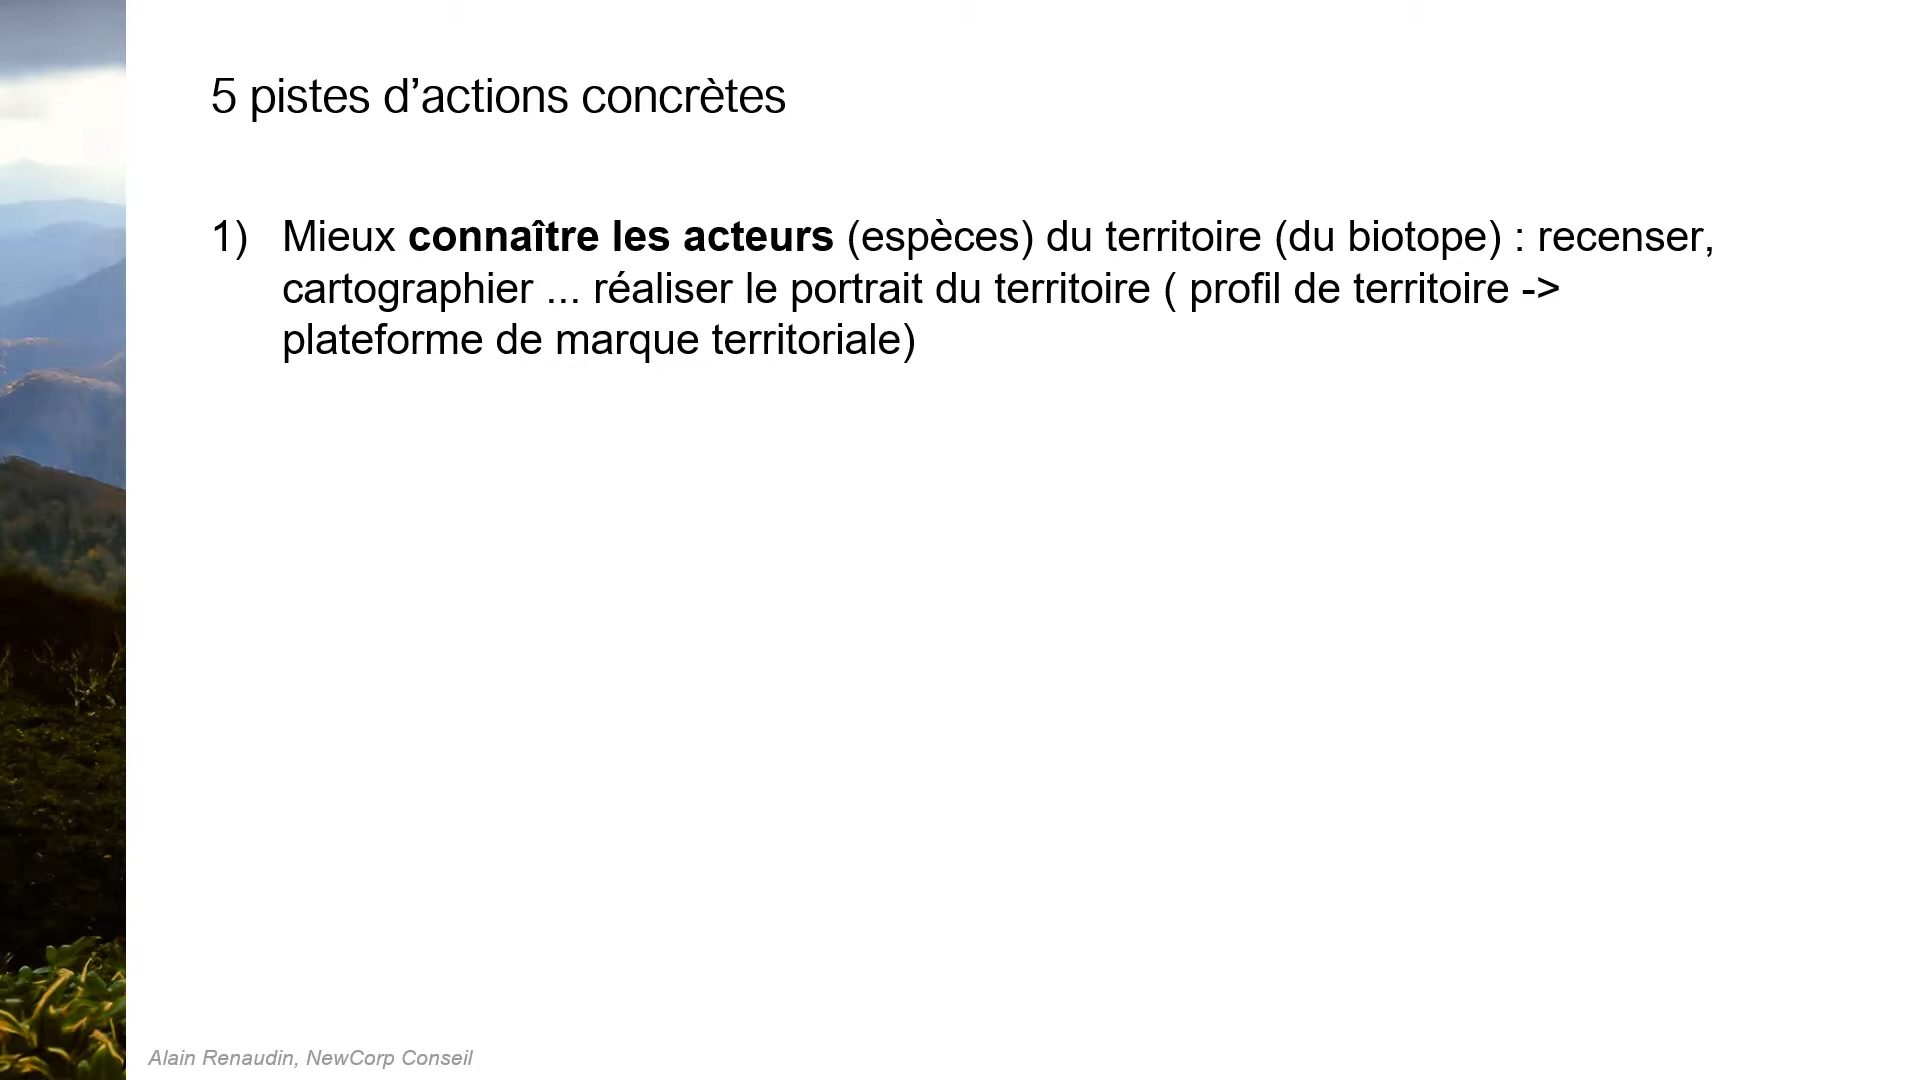 5 pistes d’actions concrètes
1) Mieux connaître les acteurs (espèces) du territoire (du biotope) : recenser,
cartographier ... réaliser le portrait du territoire ( profil de territoire ->
plateforme de marque territoriale)
Alain Renaudin, NewCorp Conseil